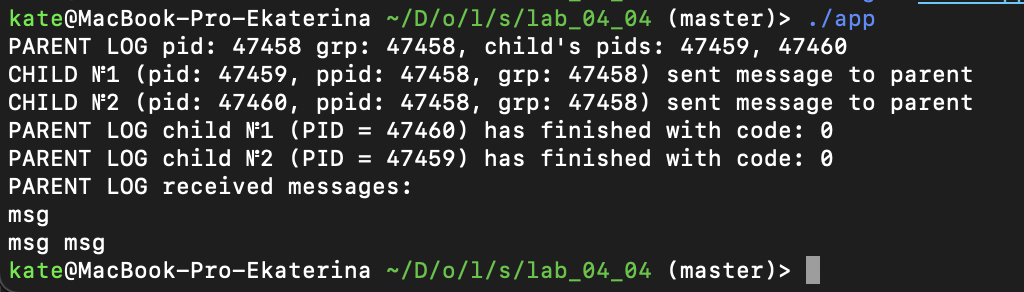 kate@MacBook-Pro-Ekaterina ~/D/o/l/s/lab_04_04 (master)> ./app
PARENT LOG pid: 47458 grp: 47458, child's pids: 47459, 47460
CHILD №1 (pid: 47459, ppid: 47458, grp: 47458) sent message to parent
CHILD №2 (pid: 47460, ppid: 47458, grp: 47458) sent message to parent
PARENT LOG child №1 (PID = 47460) has finished with code: 0
PARENT LOG child №2 (PID = 47459) has finished with code: 0
PARENT LOG received messages:
msg
msg msg
kate@MacBook-Pro-Ekaterina ~/D/o/l/s/lab_04_04 (master)>